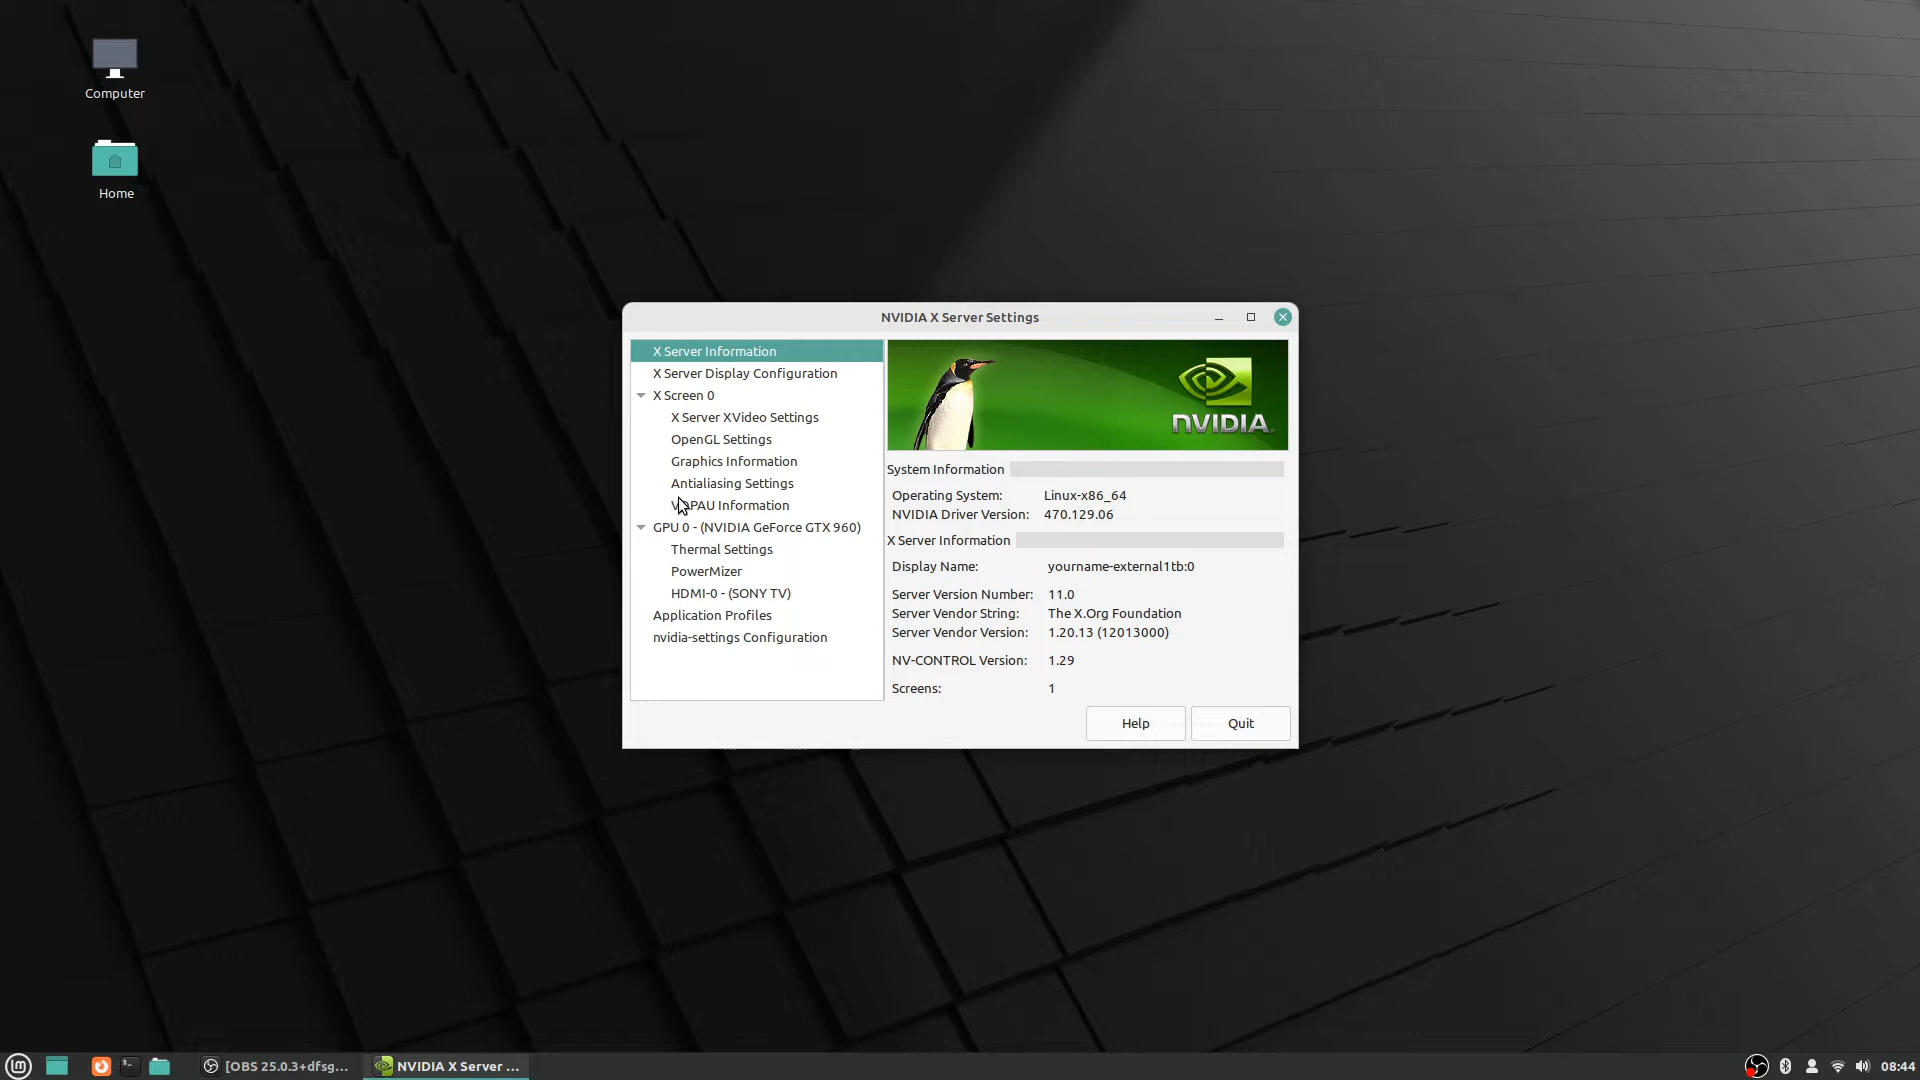 Computer
Home
NVIDIA X Server Settings
X Server Information
X Server Display Configuration
X Screen 0
X Server XVideo Settings
OpenGL Settings
Graphics Information
Antialiasing Settings
VDPAU Information
GPU 0 - (NVIDIA GeForce GTX 960)
Thermal Settings
PowerMizer
HDMI-0 - (SONY TV)
Application Profiles
nvidia-settings Configuration
NVIDIA
System Information
Operating System: Linux-x86_64
NVIDIA Driver Version: 470.129.06
X Server Information
Display Name: yourname-external1tb:0
Server Version Number: 11.0
Server Vendor String: The X.Org Foundation
Server Vendor Version: 1.20.13 (12013000)
NV-CONTROL Version: 1.29
Screens: 1
Help Quit
[OBS 25.0.3+dfsg... NVIDIA X Server ... 08:44